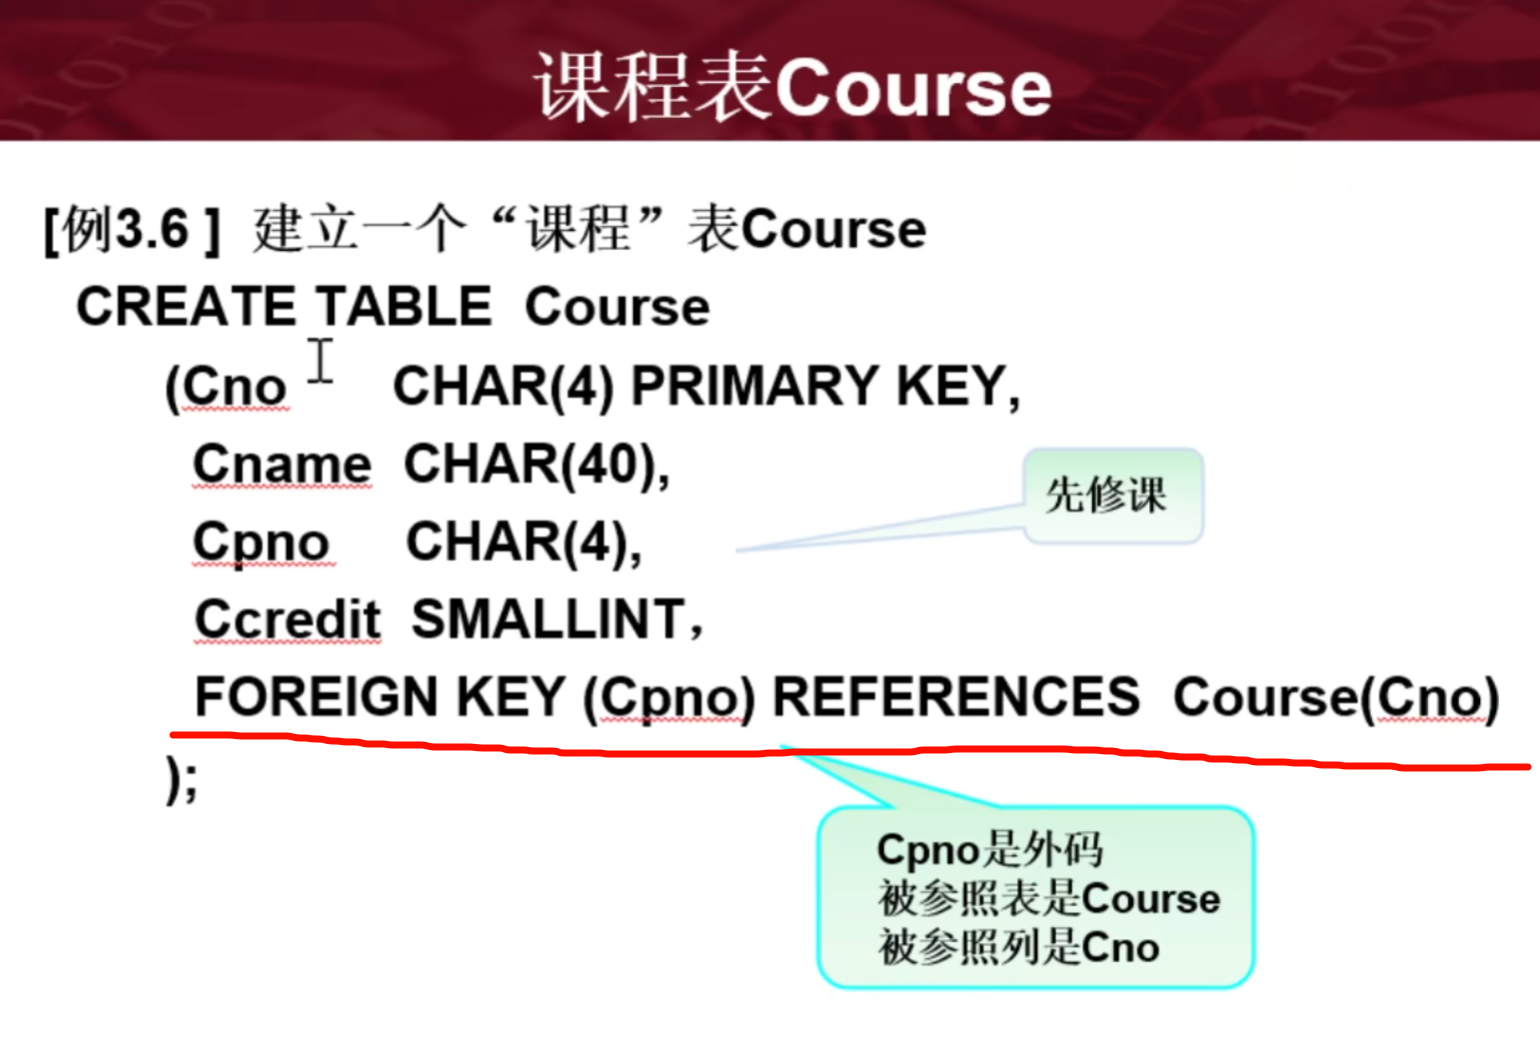 课程表Course
[例3.6 ] 建立一个“课程”表Course
CREATE TABLE Course
(Cno CHAR(4) PRIMARY KEY,
Cname CHAR(40),
Cpno CHAR(4),
先修课
Ccredit SMALLINT，
FOREIGN KEY (Cpno) REFERENCES Course(Cno)
);
Cpno是外码
被参照表是Course
被参照列是Cno